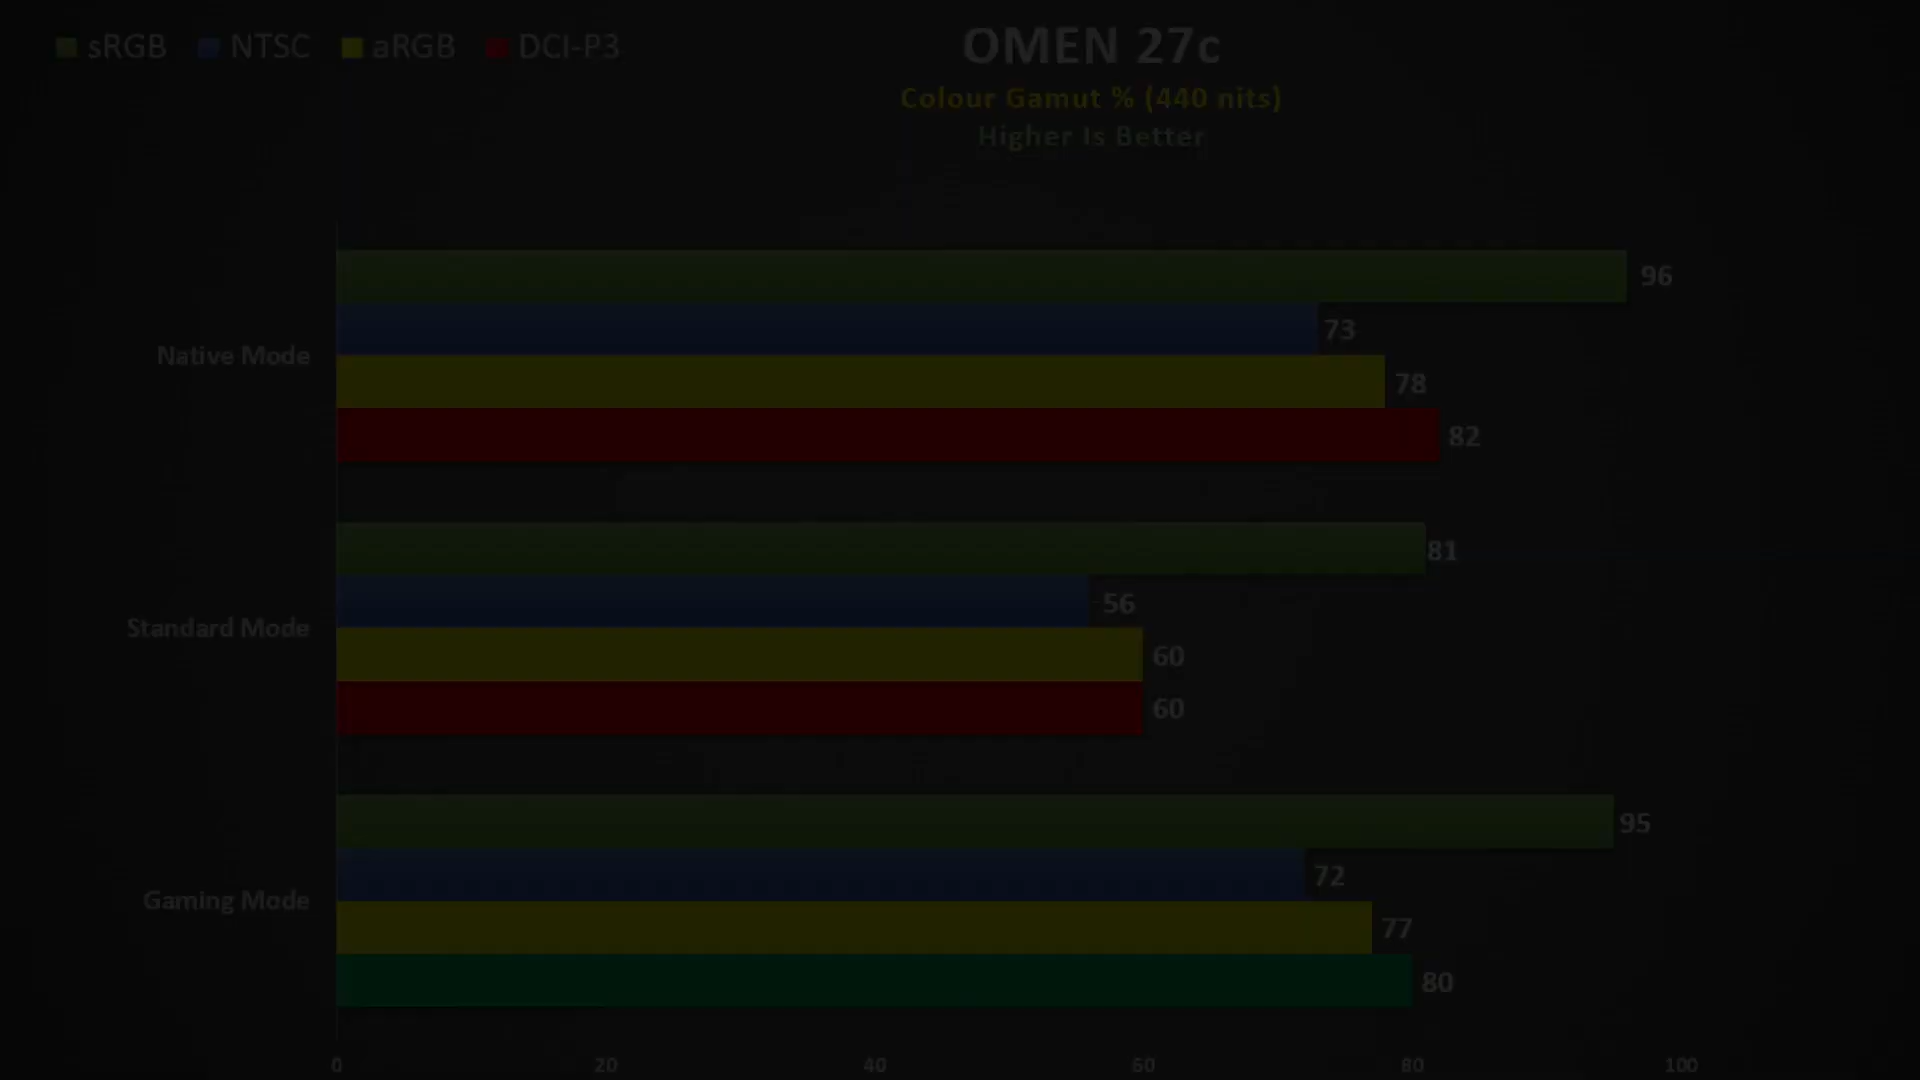 sRGB NTSC aRGB DCI-P3
OMEN 27c
Colour Gamut % (440 nits)
Higher Is Better
96
73
Native Mode
78
82
81
56
Standard Mode
60
60
95
72
Gaming Mode
77
80
0 20 40 60 80 100